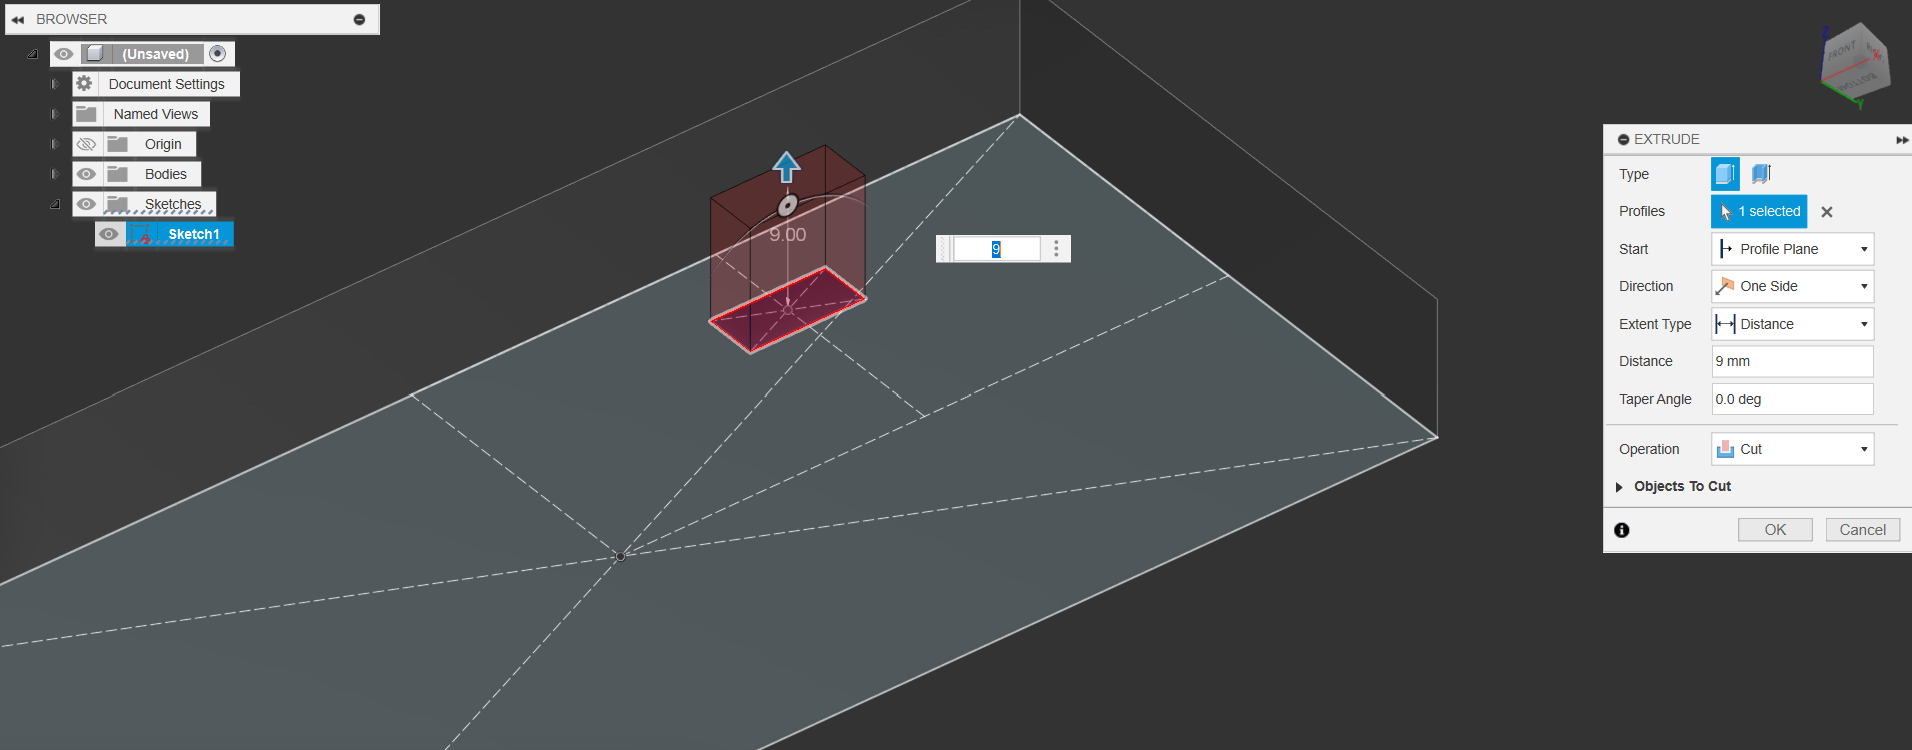 BROWSER
(Unsaved)
Document Settings
Named Views
Origin
Bodies
Sketches
Sketch1
9.00
9
FRONT
BOTTOM
Z
Y
EXTRUDE
Type
Profiles 1 selected
Start Profile Plane
Direction One Side
Extent Type Distance
Distance 9 mm
Taper Angle 0.0 deg
Operation Cut
Objects To Cut
OK Cancel